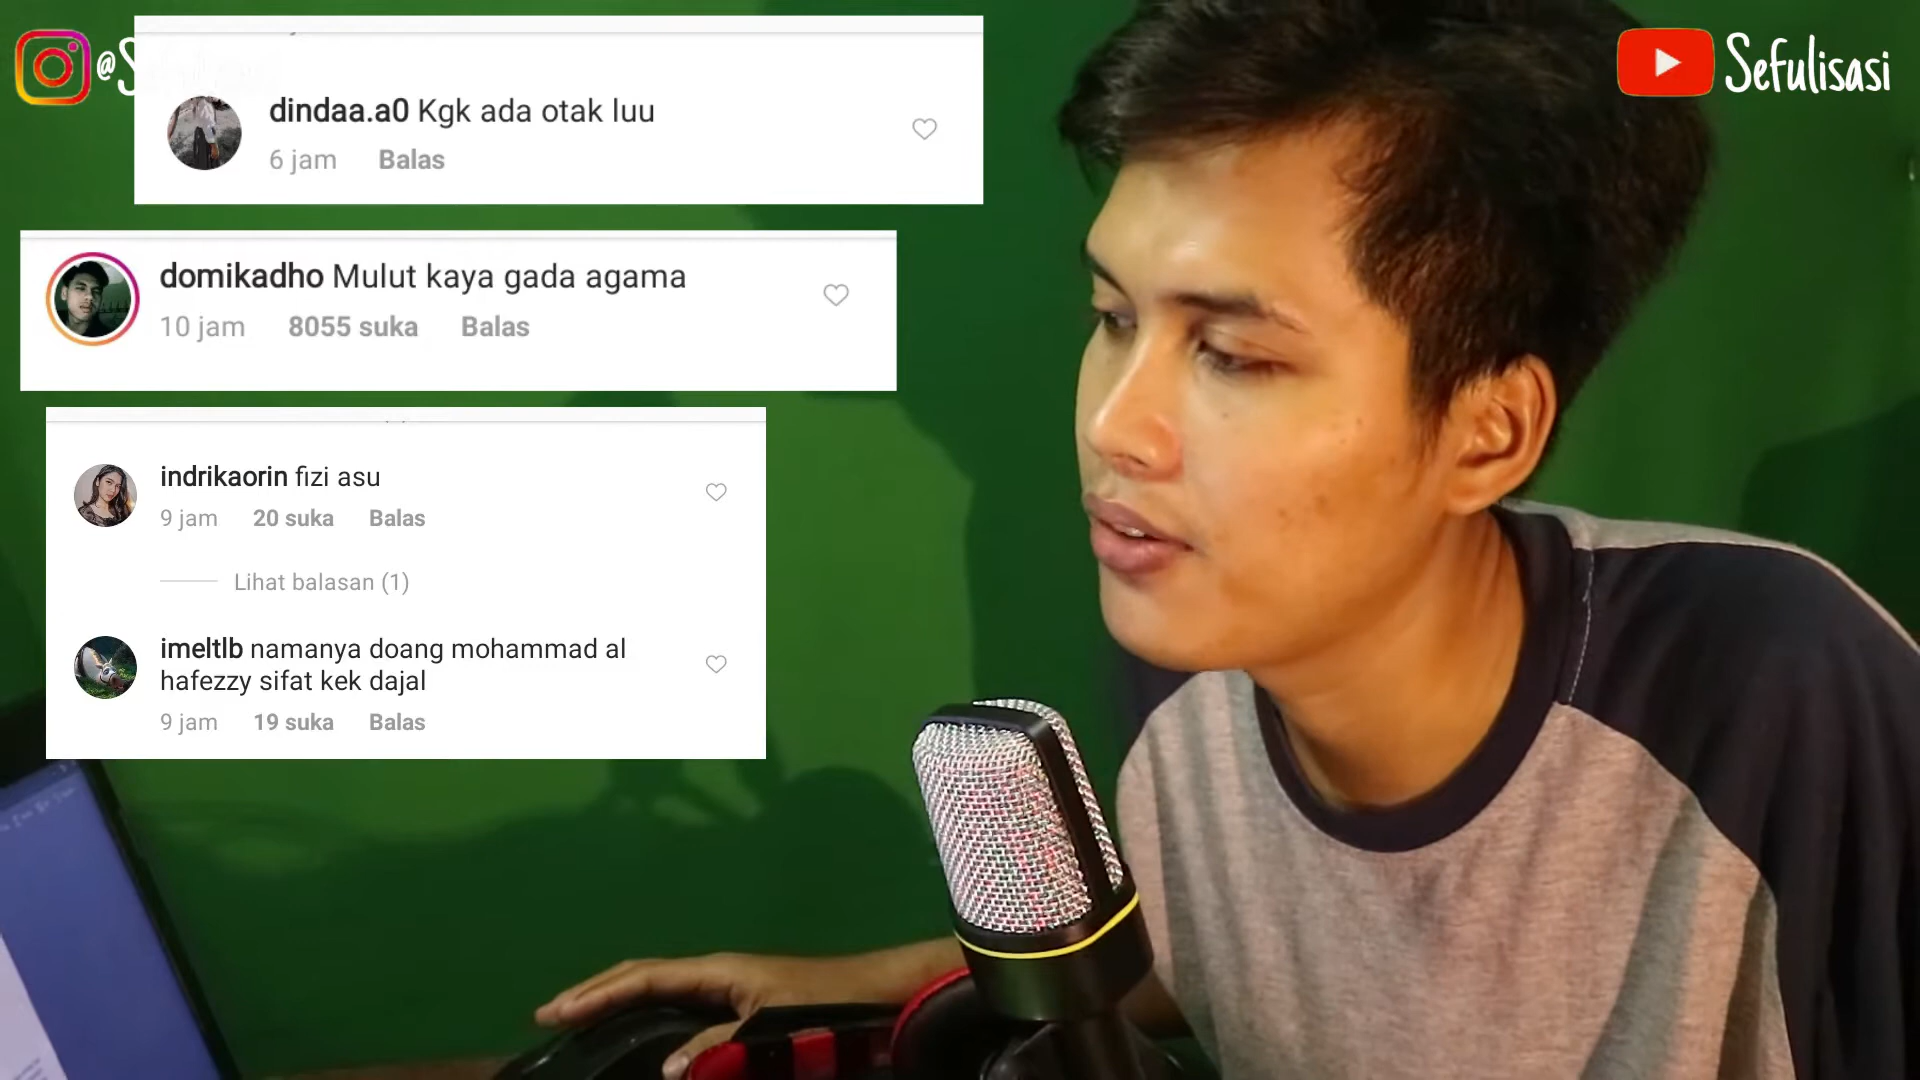 @S
Sefulisasi
dindaa.a0 Kgk ada otak luu
6 jam Balas
domikadho Mulut kaya gada agama
10 jam 8055 suka Balas
indrikaorin fizi asu
9 jam 20 suka Balas
Lihat balasan (1)
imeltlb namanya doang mohammad al
hafezzy sifat kek dajal
9 jam 19 suka Balas